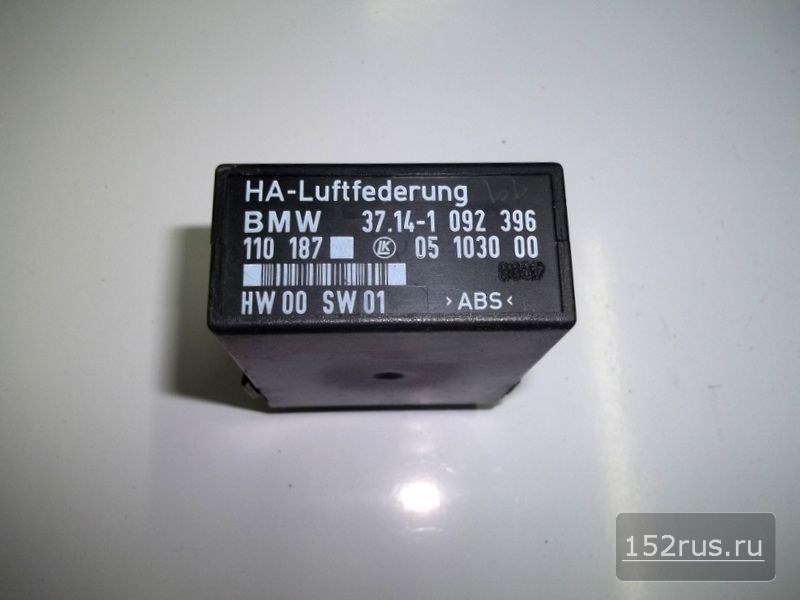 HA-Luftfederung
BMW 37.14-1 092 396
110 187 LK 05 1030 00
HW 00 SW 01 >ABS<
152rus.ru